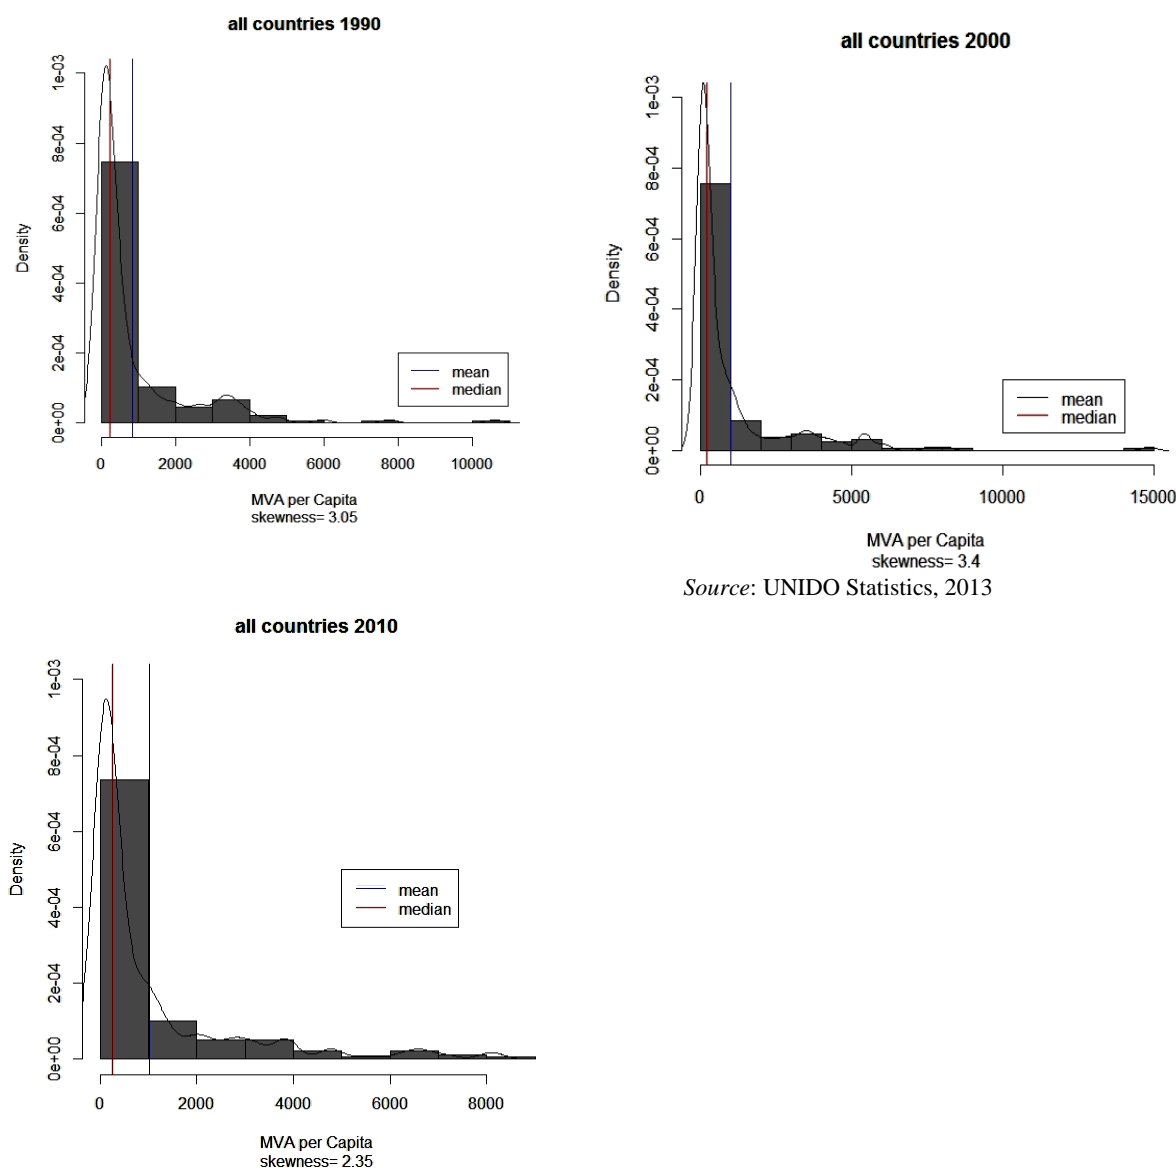 all countries 1990
Density
0e+00 2e-04 4e-04 6e-04 8e-04 1e-03
mean
median
0 2000 4000 6000 8000 10000
MVA per Capita
skewness= 3.05
all countries 2000
Density
0e+00 2e-04 4e-04 6e-04 8e-04 1e-03
mean
median
0 5000 10000 15000
MVA per Capita
skewness= 3.4
Source: UNIDO Statistics, 2013
all countries 2010
Density
0e+00 2e-04 4e-04 6e-04 8e-04 1e-03
mean
median
0 2000 4000 6000 8000
MVA per Capita
skewness= 2.35